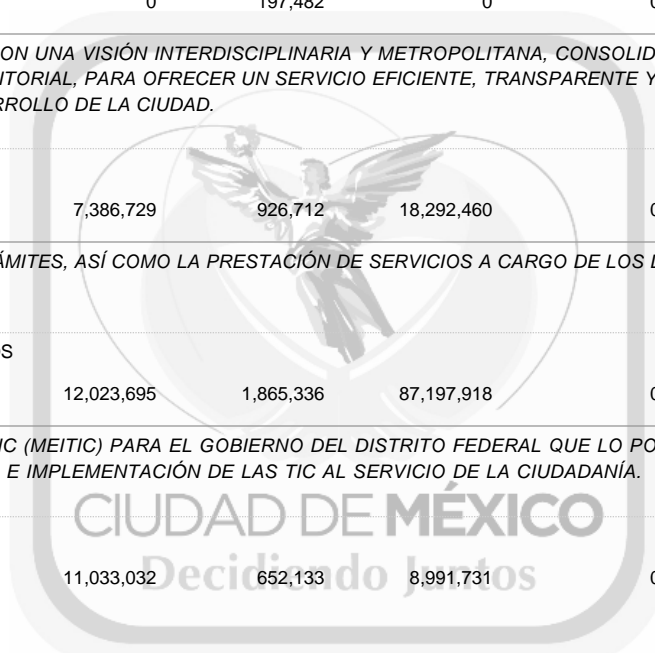 0 197,482 0 0
ON UNA VISIÓN INTERDISCIPLINARIA Y METROPOLITANA, CONSOLID
ITORIAL, PARA OFRECER UN SERVICIO EFICIENTE, TRANSPARENTE Y
RROLLO DE LA CIUDAD.
7,386,729 926,712 18,292,460 0
ÁMITES, ASÍ COMO LA PRESTACIÓN DE SERVICIOS A CARGO DE LOS
OS
12,023,695 1,865,336 87,197,918 0
IC (MEITIC) PARA EL GOBIERNO DEL DISTRITO FEDERAL QUE LO PO
E IMPLEMENTACIÓN DE LAS TIC AL SERVICIO DE LA CIUDADANÍA.
CIUDAD DE MÉXICO
11,033,032 652,133 8,991,731 0
Decidiendo Juntos